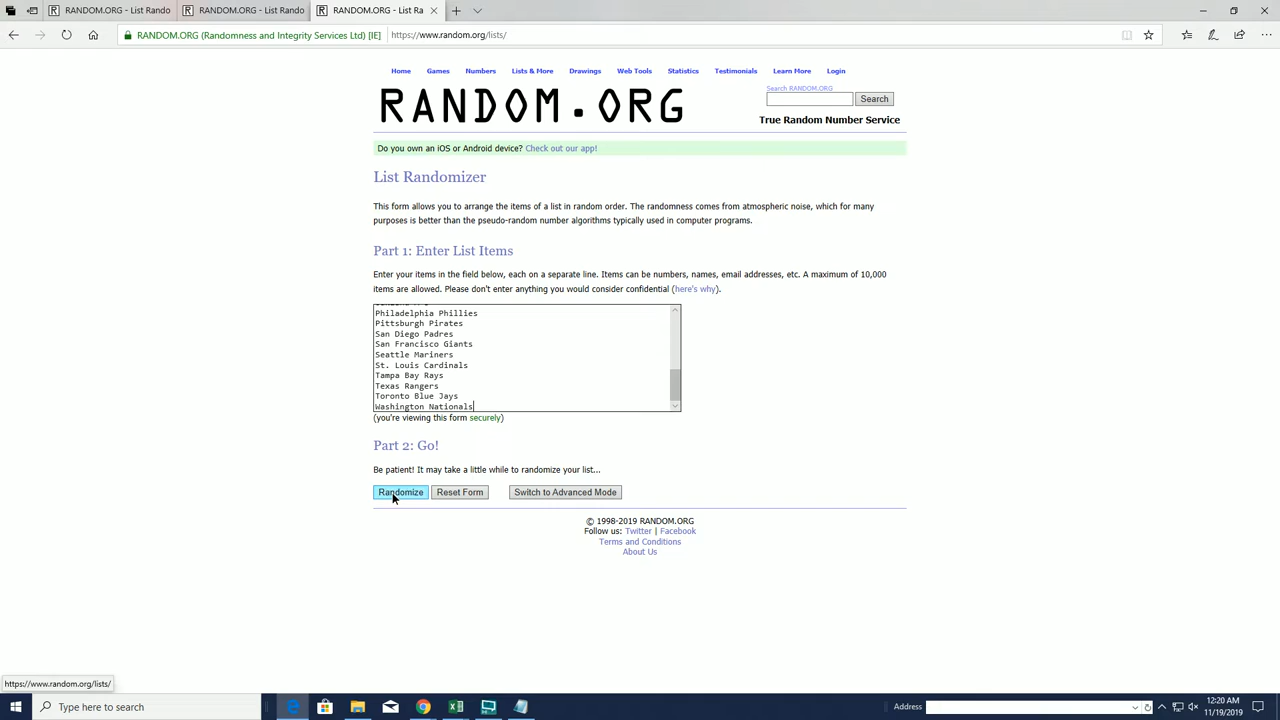 RANDOM.ORG - List Rando
RANDOM.ORG - List Rando
RANDOM.ORG - List Ra
RANDOM.ORG (Randomness and Integrity Services Ltd) [IE]
https://www.random.org/lists/
Home Games Numbers Lists & More Drawings Web Tools Statistics Testimonials Learn More Login
RANDOM.ORG
Search RANDOM.ORG
Search
True Random Number Service
Do you own an iOS or Android device? Check out our app!
List Randomizer
This form allows you to arrange the items of a list in random order. The randomness comes from atmospheric noise, which for many
purposes is better than the pseudo-random number algorithms typically used in computer programs.
Part 1: Enter List Items
Enter your items in the field below, each on a separate line. Items can be numbers, names, email addresses, etc. A maximum of 10,000
items are allowed. Please don't enter anything you would consider confidential (here's why).
Philadelphia Phillies
Pittsburgh Pirates
San Diego Padres
San Francisco Giants
Seattle Mariners
St. Louis Cardinals
Tampa Bay Rays
Texas Rangers
Toronto Blue Jays
Washington Nationals
(you're viewing this form securely)
Part 2: Go!
Be patient! It may take a little while to randomize your list...
Randomize Reset Form Switch to Advanced Mode
© 1998-2019 RANDOM.ORG
Follow us: Twitter | Facebook
Terms and Conditions
About Us
https://www.random.org/lists/
Type here to search
Address
12:20 AM
11/19/2019